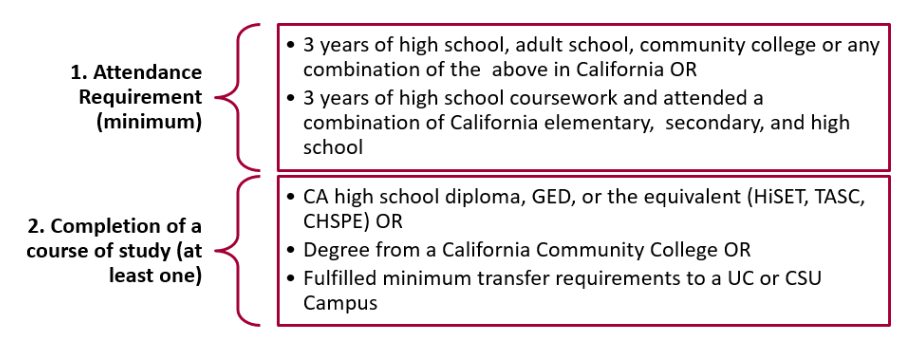 1. Attendance
Requirement
(minimum)
• 3 years of high school, adult school, community college or any
combination of the  above in California OR
• 3 years of high school coursework and attended a
combination of California elementary,  secondary, and high
school
2. Completion of a
course of study (at
least one)
• CA high school diploma, GED, or the equivalent (HiSET, TASC,
CHSPE) OR
• Degree from a California Community College OR
• Fulfilled minimum transfer requirements to a UC or CSU
Campus